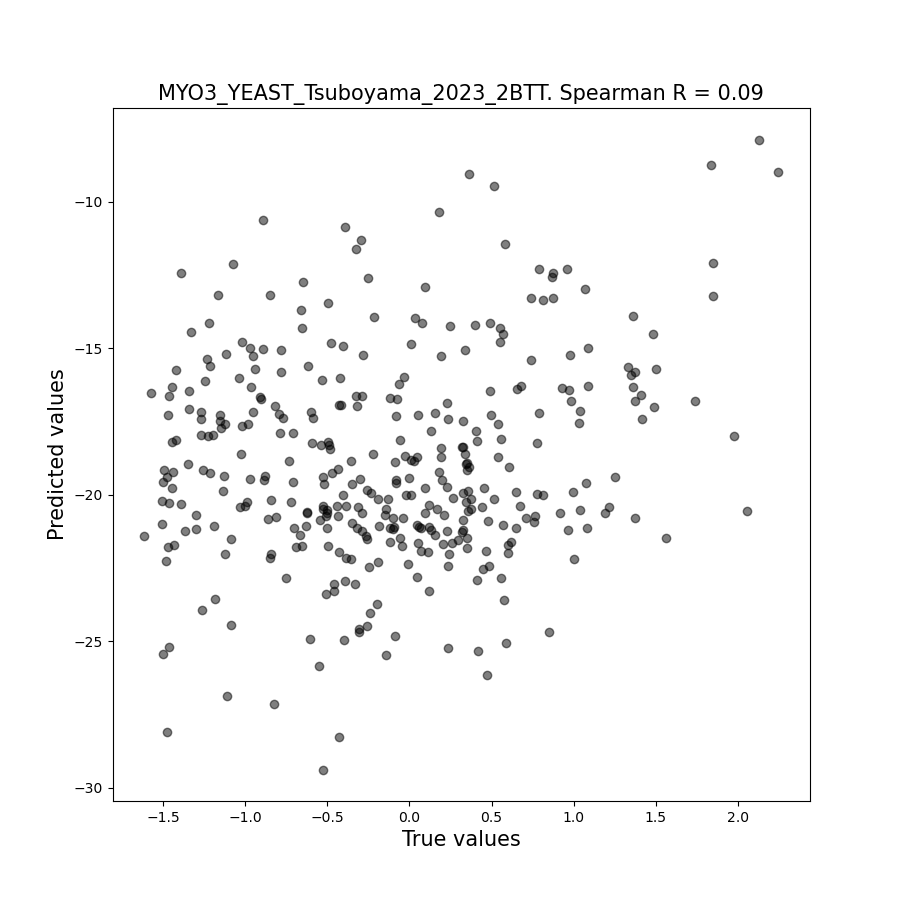 MYO3_YEAST_Tsuboyama_2023_2BTT. Spearman R = 0.09
Predicted values
−10
−15
−20
−25
−30
−1.5 −1.0 −0.5 0.0 0.5 1.0 1.5 2.0
True values